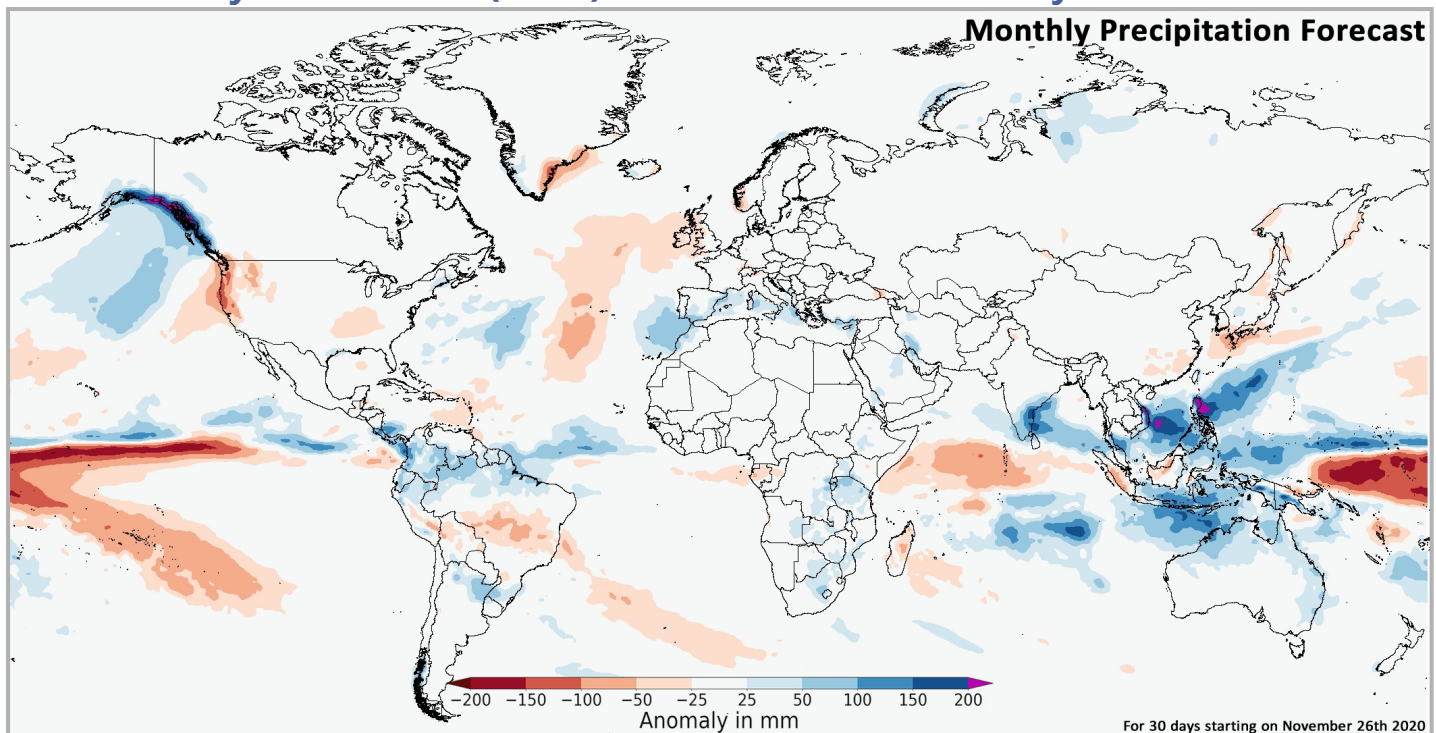 Monthly Precipitation Forecast
−200 −150 −100 −50 −25 25 50 100 150 200
Anomaly in mm
For 30 days starting on November 26th 2020